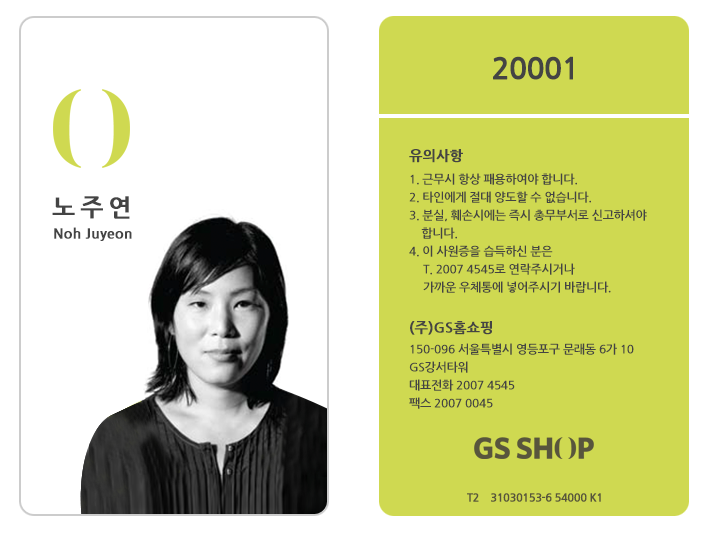 노주연
Noh Juyeon
20001
유의사항
1. 근무시 항상 패용하여야 합니다.
2. 타인에게 절대 양도할 수 없습니다.
3. 분실, 훼손시에는 즉시 총무부서로 신고하셔야
합니다.
4. 이 사원증을 습득하신 분은
T. 2007 4545로 연락주시거나
가까운 우체통에 넣어주시기 바랍니다.
(주)GS홈쇼핑
150-096 서울특별시 영등포구 문래동 6가 10
GS강서타워
대표전화 2007 4545
팩스 2007 0045
GS SH( )P
T2 31030153-6 54000 K1